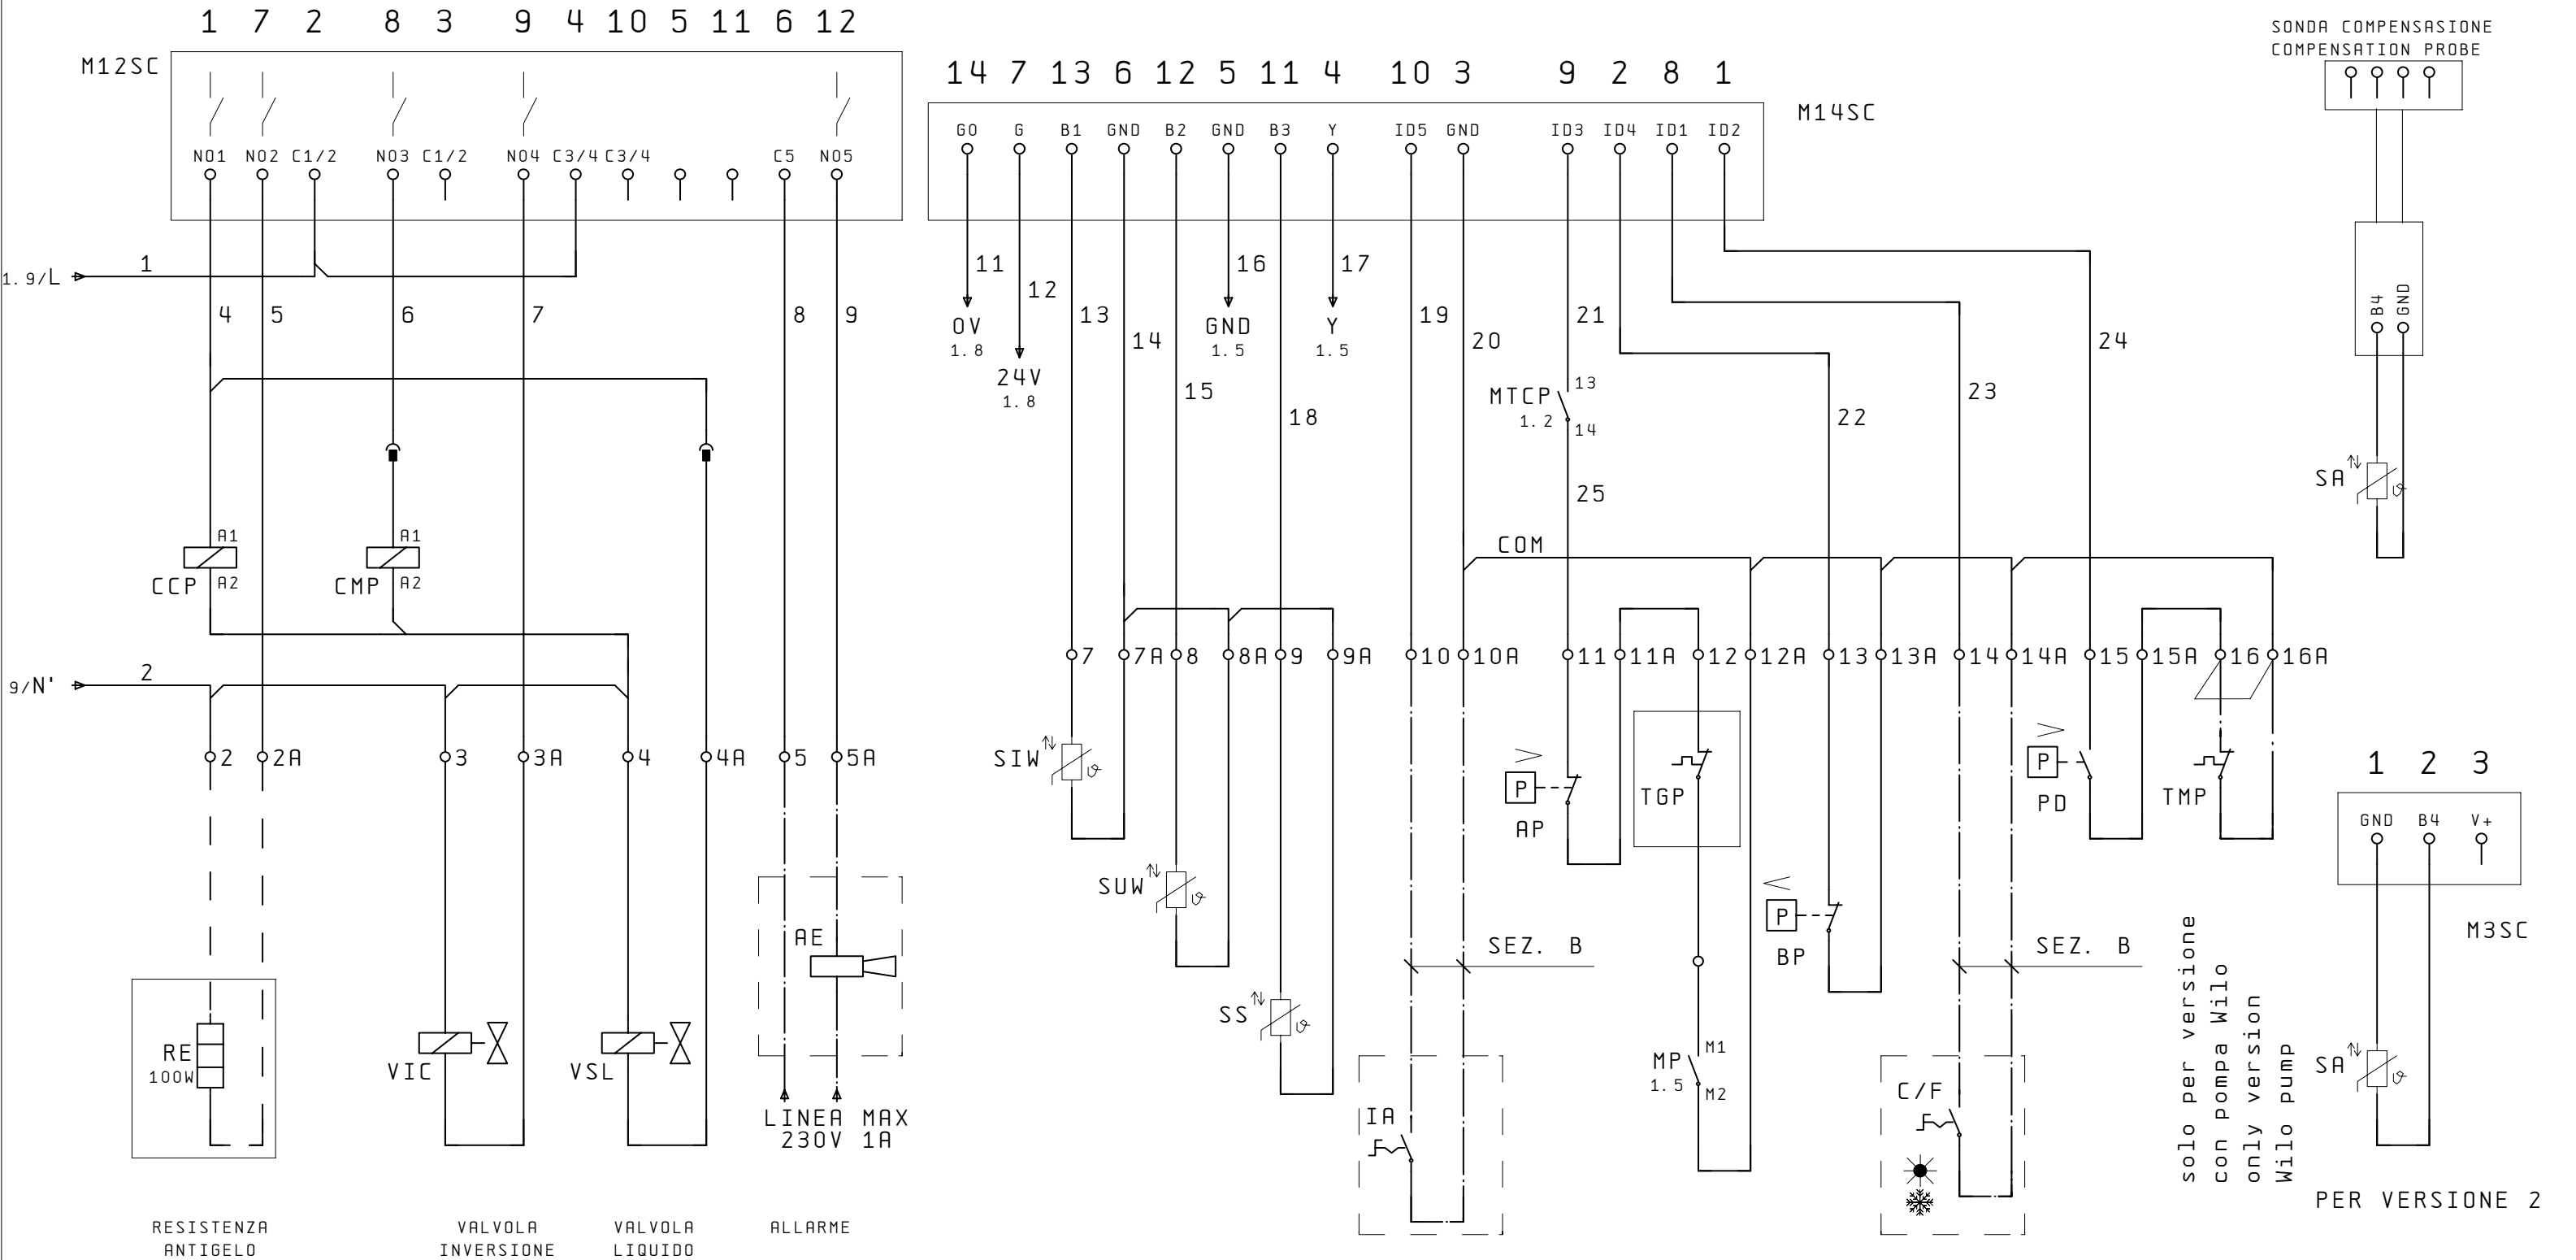 1 7 2 8 3 9 4 10 5 11 6 12
M12SC
NO1 NO2 C1/2 NO3 C1/2 NO4 C3/4 C3/4 C5 NO5
1.9/L
1
4 5 6 7 8 9
A1
CCP
A2
A1
CMP
A2
9/N'
2
2 2A 3 3A 4 4A 5 5A
RE
100W
VIC
VSL
AE
LINEA MAX
230V 1A
RESISTENZA
ANTIGELO
VALVOLA
INVERSIONE
VALVOLA
LIQUIDO
ALLARME
14 7 13 6 12 5 11 4 10 3 9 2 8 1
M14SC
G0 G B1 GND B2 GND B3 Y ID5 GND ID3 ID4 ID1 ID2
11
0V
1.8
12
24V
1.8
13
14
15
16
GND
1.5
17
Y
1.5
18
19
20
21
MTCP
1.2
13
14
25
22
23
24
COM
7 7A 8 8A 9 9A 10 10A 11 11A 12 12A 13 13A 14 14A 15 15A 16 16A
SIW
SUW
SS
P
AP
TGP
P
BP
P
PD
TMP
SEZ. B
SEZ. B
IA
MP
1.5
M1
M2
C/F
solo per versione
con pompa Wilo
only version
Wilo pump
SONDA COMPENSASIONE
COMPENSATION PROBE
B4
GND
SA
1 2 3
GND B4 V+
M3SC
SA
PER VERSIONE 2